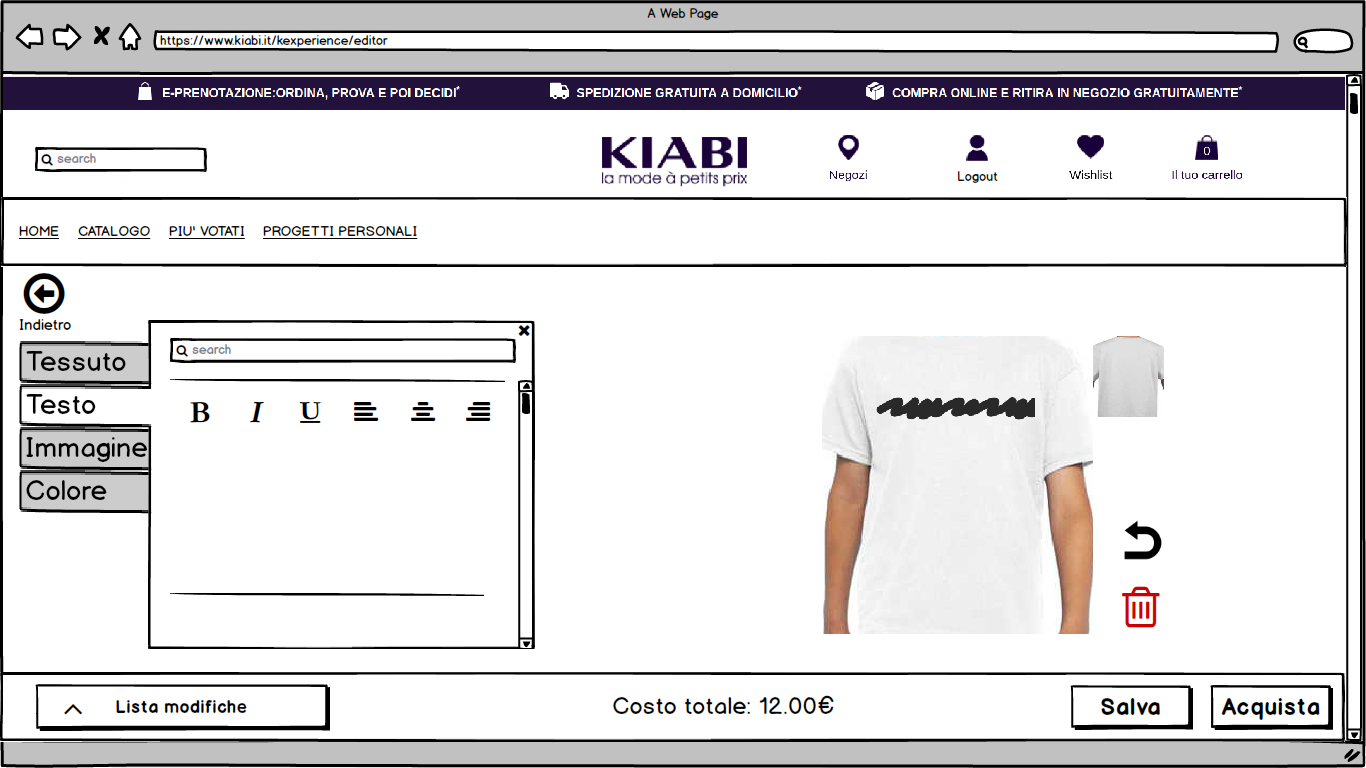 A Web Page
https://www.kiabi.it/kexperience/editor
E-PRENOTAZIONE:ORDINA, PROVA E POI DECIDI*
SPEDIZIONE GRATUITA A DOMICILIO*
COMPRA ONLINE E RITIRA IN NEGOZIO GRATUITAMENTE*
search
KIABI
la mode à petits prix
Negozi
Logout
Wishlist
0
Il tuo carrello
HOME
CATALOGO
PIU' VOTATI
PROGETTI PERSONALI
Indietro
Tessuto
Testo
Immagine
Colore
search
B
I
U
Lista modifiche
Costo totale: 12.00€
Salva
Acquista